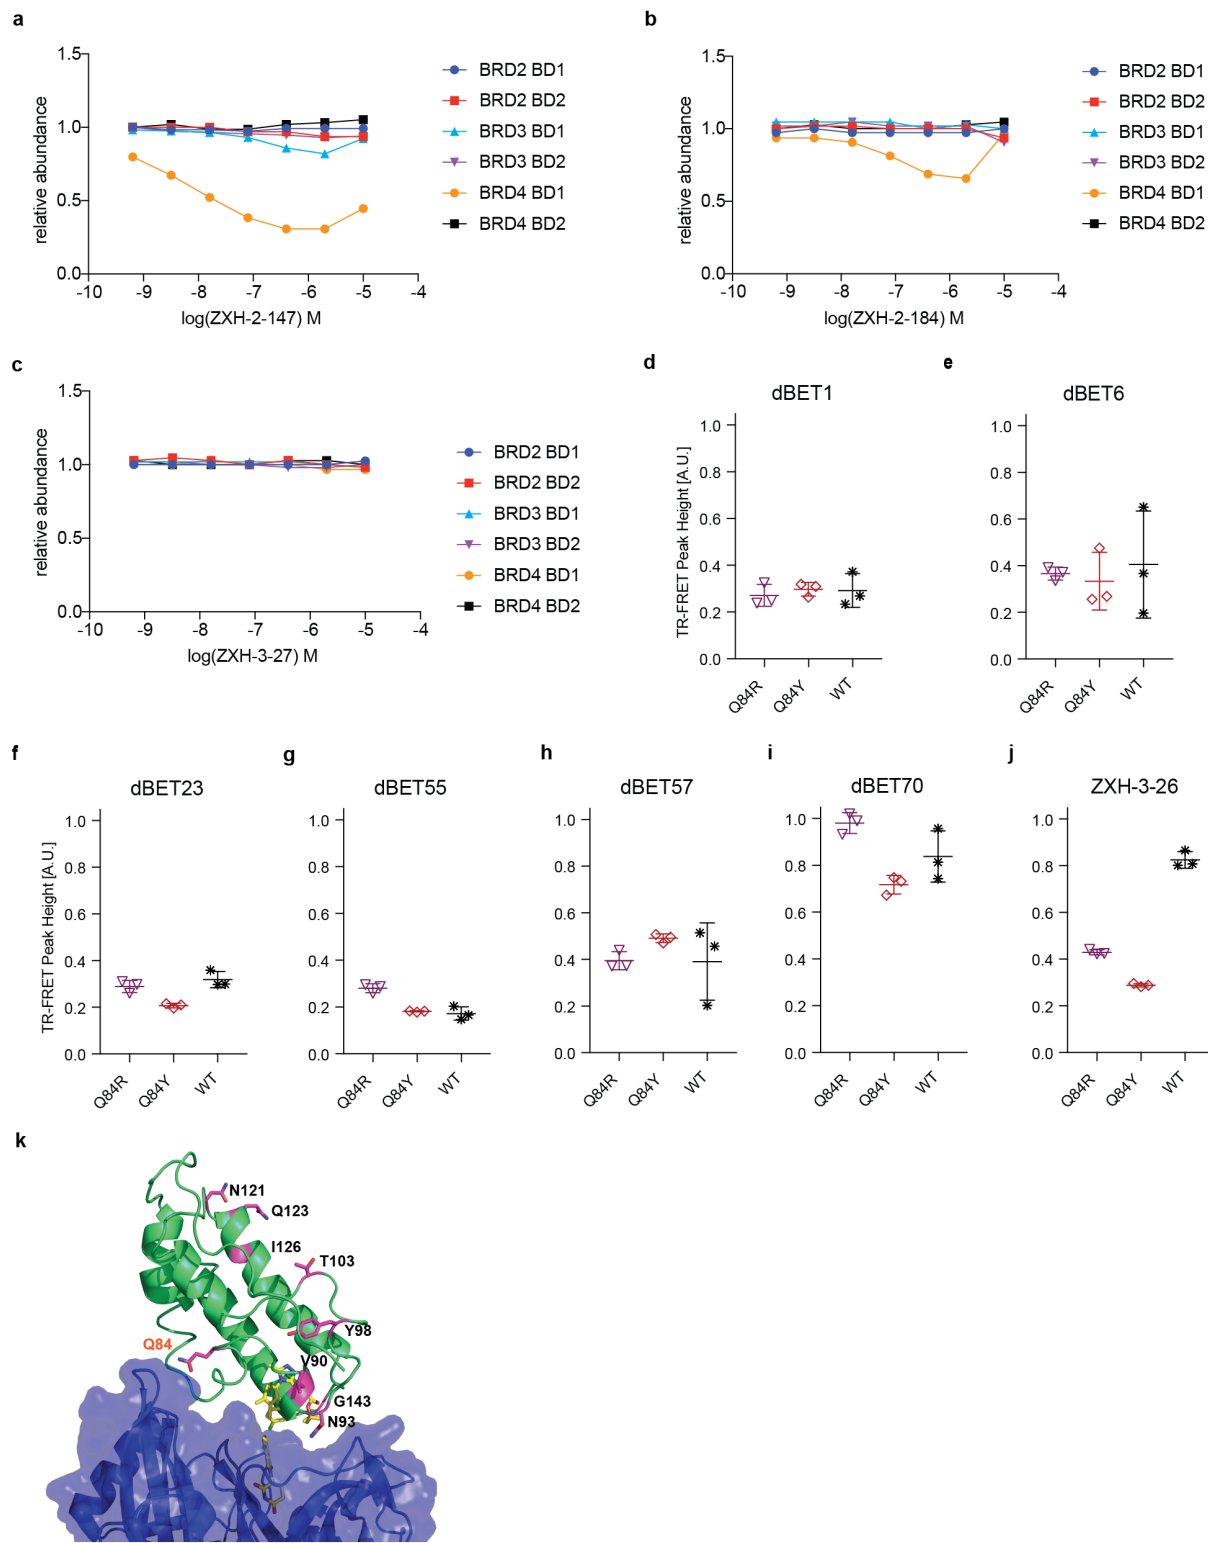 a
1.5
1.0
0.5
0.0
relative abundance
-10 -9 -8 -7 -6 -5 -4
log(ZXH-2-147) M
BRD2 BD1
BRD2 BD2
BRD3 BD1
BRD3 BD2
BRD4 BD1
BRD4 BD2
b
1.5
1.0
0.5
0.0
relative abundance
-10 -9 -8 -7 -6 -5 -4
log(ZXH-2-184) M
BRD2 BD1
BRD2 BD2
BRD3 BD1
BRD3 BD2
BRD4 BD1
BRD4 BD2
c
1.5
1.0
0.5
0.0
relative abundance
-10 -9 -8 -7 -6 -5 -4
log(ZXH-3-27) M
BRD2 BD1
BRD2 BD2
BRD3 BD1
BRD3 BD2
BRD4 BD1
BRD4 BD2
d
dBET1
TR-FRET Peak Height [A.U.]
1.0
0.8
0.6
0.4
0.2
0.0
Q84R Q84Y WT
e
dBET6
1.0
0.8
0.6
0.4
0.2
0.0
Q84R Q84Y WT
f
dBET23
TR-FRET Peak Height [A.U.]
1.0
0.8
0.6
0.4
0.2
0.0
Q84R Q84Y WT
g
dBET55
1.0
0.8
0.6
0.4
0.2
0.0
Q84R Q84Y WT
h
dBET57
1.0
0.8
0.6
0.4
0.2
0.0
Q84R Q84Y WT
i
dBET70
1.0
0.8
0.6
0.4
0.2
0.0
Q84R Q84Y WT
j
ZXH-3-26
1.0
0.8
0.6
0.4
0.2
0.0
Q84R Q84Y WT
k
N121
Q123
I126
T103
Y98
Q84
V90
G143
N93